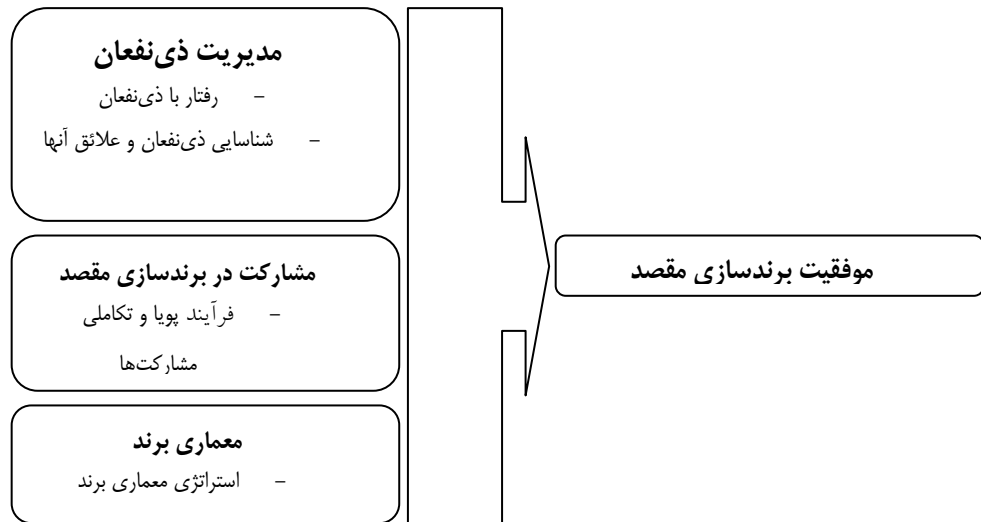 مدیریت ذی‌نفعان
- رفتار با ذی‌نفعان
- شناسایی ذی‌نفعان و علائق آنها
مشارکت در برندسازی مقصد
- فرآیند پویا و تکاملی
مشارکت‌ها
معماری برند
- استراتژی معماری برند
موفقیت برندسازی مقصد